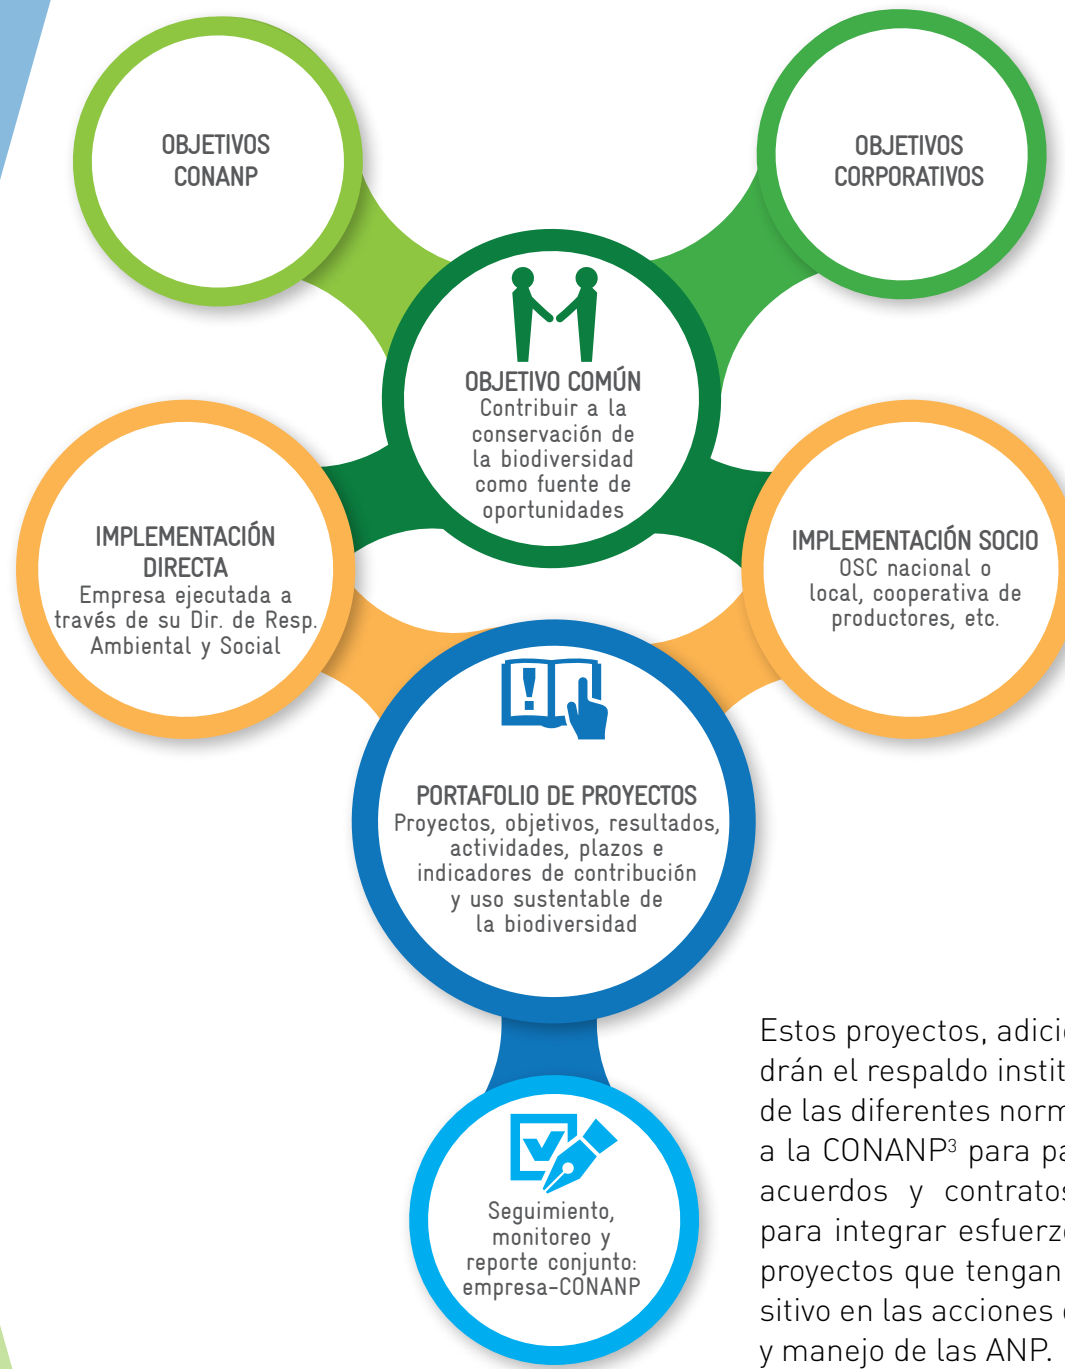 OBJETIVOS
CONANP
OBJETIVOS
CORPORATIVOS
OBJETIVO COMÚN
Contribuir a la
conservación de
la biodiversidad
como fuente de
oportunidades
IMPLEMENTACIÓN
DIRECTA
Empresa ejecutada a
través de su Dir. de Resp.
Ambiental y Social
IMPLEMENTACIÓN SOCIO
OSC nacional o
local, cooperativa de
productores, etc.
PORTAFOLIO DE PROYECTOS
Proyectos, objetivos, resultados,
actividades, plazos e
indicadores de contribución
y uso sustentable de
la biodiversidad
Seguimiento,
monitoreo y
reporte conjunto:
empresa-CONANP
Estos proyectos,
drán el respaldo
de las diferentes
a la CONANP³ para
acuerdos y contratos
para integrar
proyectos que tengan
sitivo en las acciones
y manejo de las ANP.